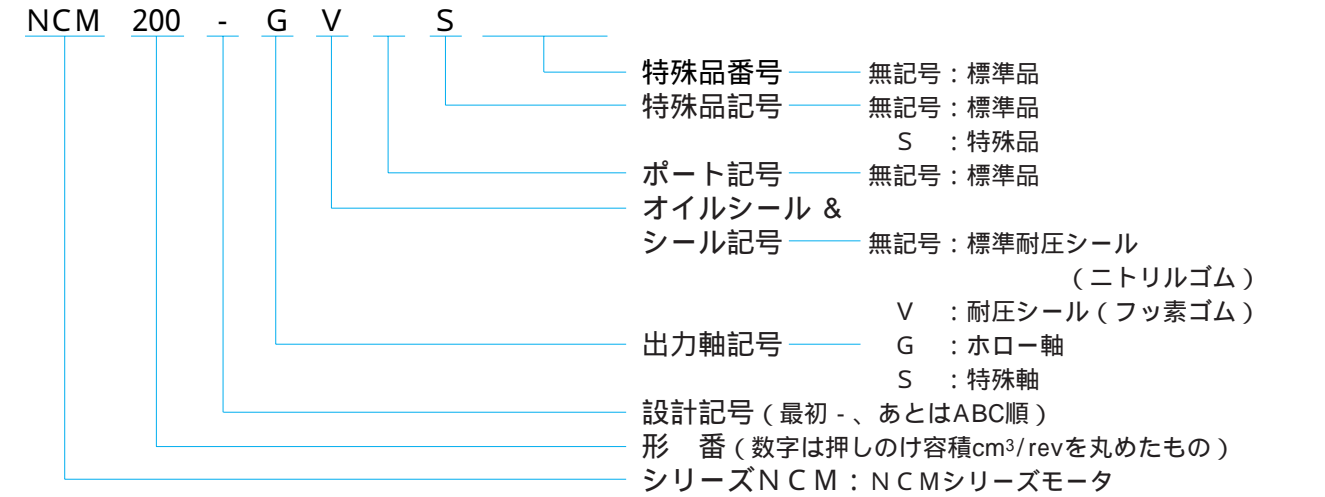 NCM 200 - G V S
特殊品番号 無記号：標準品
特殊品記号 無記号：標準品
S ：特殊品
ポート記号 無記号：標準品
オイルシール &
シール記号 無記号：標準耐圧シール
（ニトリルゴム）
V ：耐圧シール（フッ素ゴム）
出力軸記号 G ：ホロー軸
S ：特殊軸
設計記号（最初 - 、あとはABC順）
形 番（数字は押しのけ容積cm³/revを丸めたもの）
シリーズＮＣＭ：ＮＣＭシリーズモータ